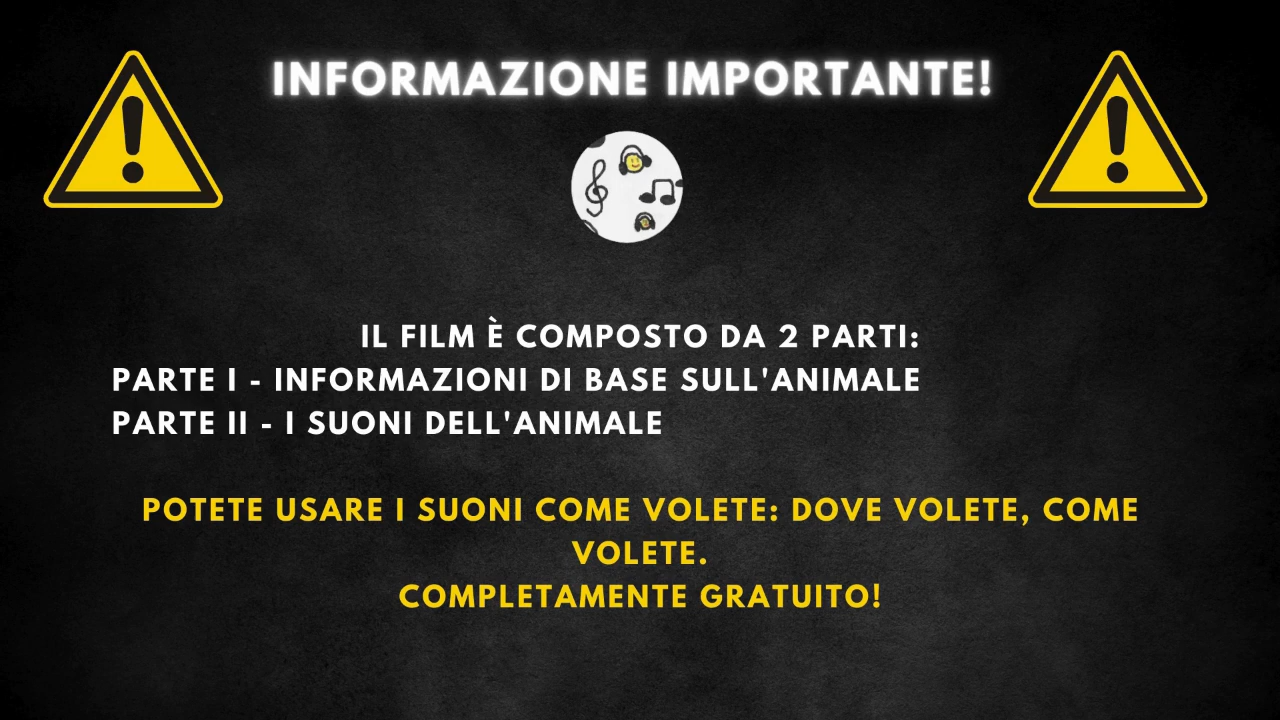 INFORMAZIONE IMPORTANTE!
IL FILM È COMPOSTO DA 2 PARTI:
PARTE I - INFORMAZIONI DI BASE SULL'ANIMALE
PARTE II - I SUONI DELL'ANIMALE
POTETE USARE I SUONI COME VOLETE: DOVE VOLETE, COME
VOLETE.
COMPLETAMENTE GRATUITO!